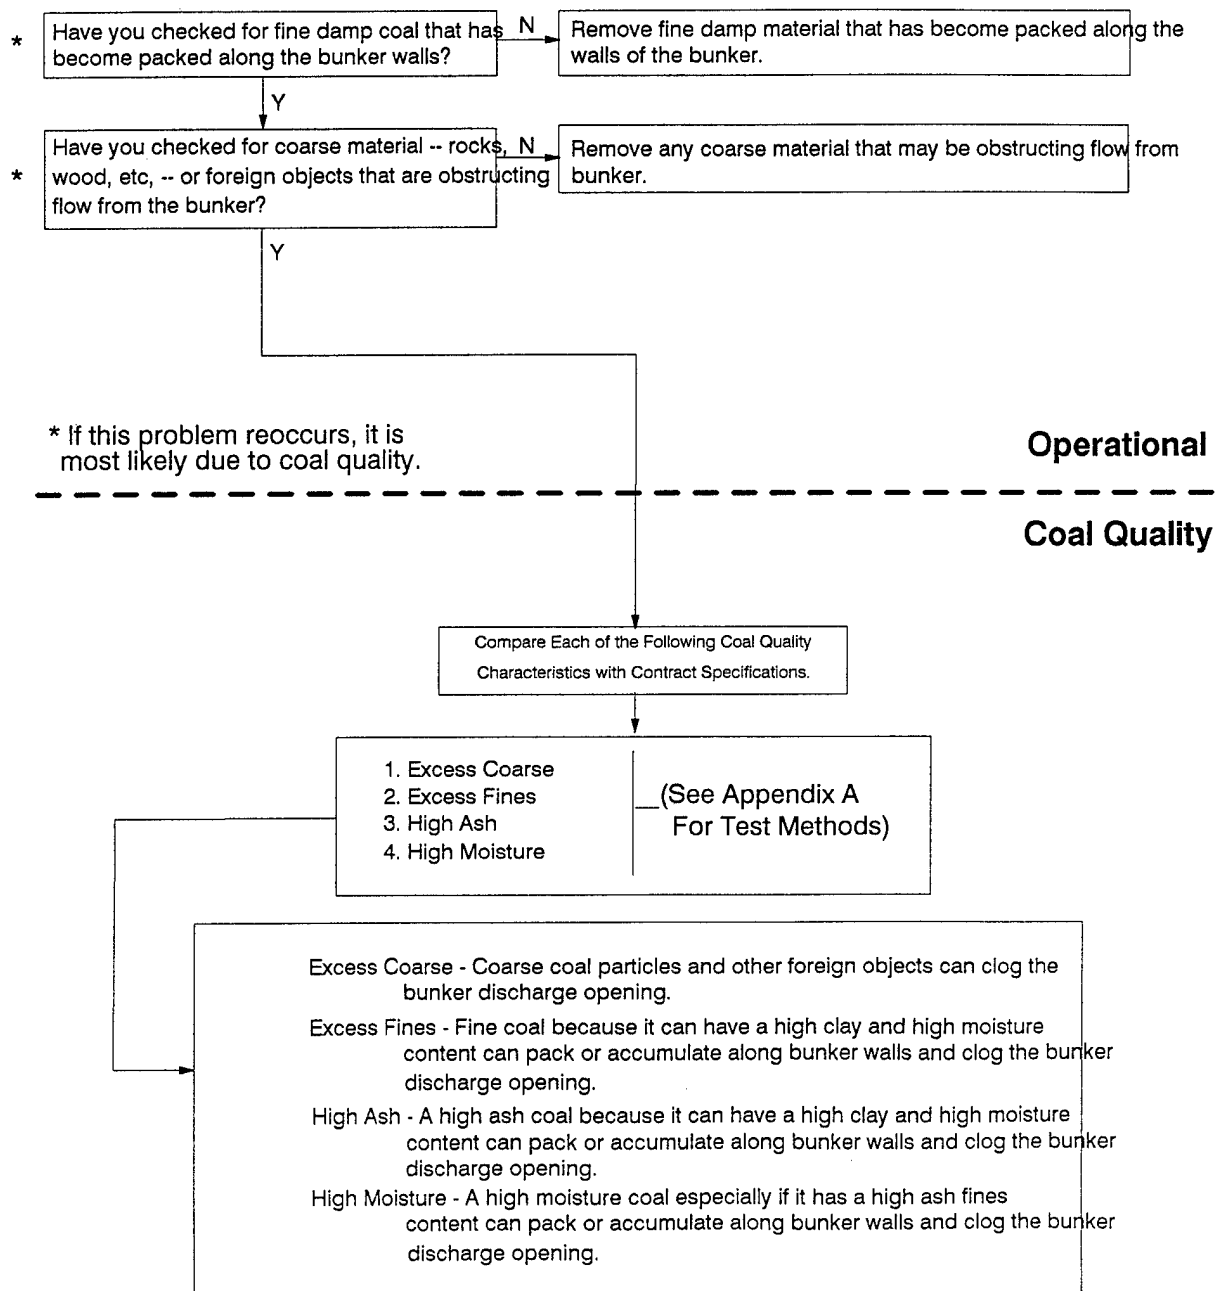 * Have you checked for fine damp coal that has
become packed along the bunker walls?
N
Remove fine damp material that has become packed along the
walls of the bunker.
Y
Have you checked for coarse material -- rocks,
* wood, etc, -- or foreign objects that are obstructing
flow from the bunker?
N
Remove any coarse material that may be obstructing flow from
bunker.
Y
* If this problem reoccurs, it is
most likely due to coal quality.
Operational
Coal Quality
Compare Each of the Following Coal Quality
Characteristics with Contract Specifications.
1. Excess Coarse
2. Excess Fines
3. High Ash
4. High Moisture
(See Appendix A
For Test Methods)
Excess Coarse - Coarse coal particles and other foreign objects can clog the
bunker discharge opening.
Excess Fines - Fine coal because it can have a high clay and high moisture
content can pack or accumulate along bunker walls and clog the bunker
discharge opening.
High Ash - A high ash coal because it can have a high clay and high moisture
content can pack or accumulate along bunker walls and clog the bunker
discharge opening.
High Moisture - A high moisture coal especially if it has a high ash fines
content can pack or accumulate along bunker walls and clog the bunker
discharge opening.